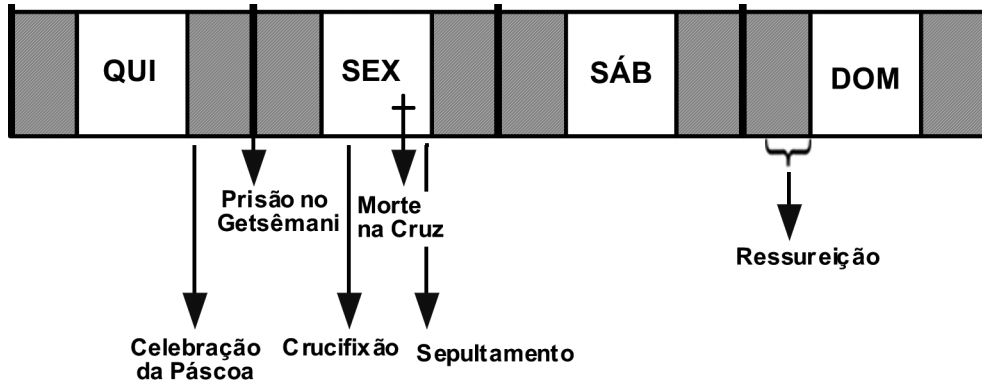 QUI
SEX
SÁB
DOM
Prisão no
Getsêmani
Morte
na Cruz
Ressureição
Celebração
da Páscoa
Crucifixão
Sepultamento